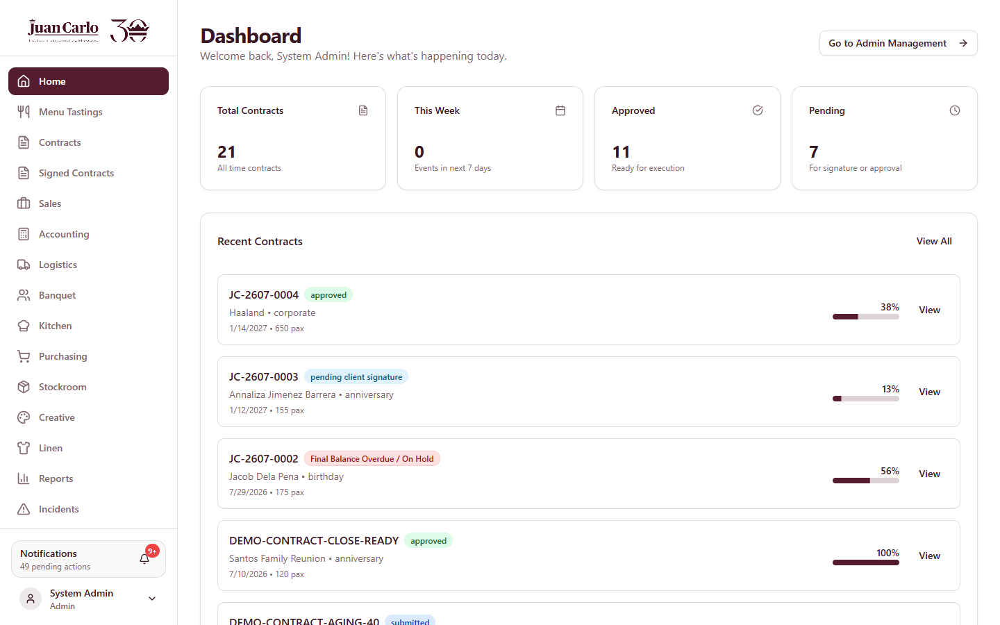 Juan Carlo 30
Home
Menu Tastings
Contracts
Signed Contracts
Sales
Accounting
Logistics
Banquet
Kitchen
Purchasing
Stockroom
Creative
Linen
Reports
Incidents
Notifications
9+
49 pending actions
System Admin
Admin
Dashboard
Welcome back, System Admin! Here's what's happening today.
Go to Admin Management
Total Contracts
21
All time contracts
This Week
0
Events in next 7 days
Approved
11
Ready for execution
Pending
7
For signature or approval
Recent Contracts
View All
JC-2607-0004 approved
Haaland • corporate
1/14/2027 • 650 pax
38%
View
JC-2607-0003 pending client signature
Annaliza Jimenez Barrera • anniversary
1/12/2027 • 155 pax
13%
View
JC-2607-0002 Final Balance Overdue / On Hold
Jacob Dela Pena • birthday
7/29/2026 • 175 pax
56%
View
DEMO-CONTRACT-CLOSE-READY approved
Santos Family Reunion • anniversary
7/10/2026 • 120 pax
100%
View
DEMO-CONTRACT-AGING-40 submitted